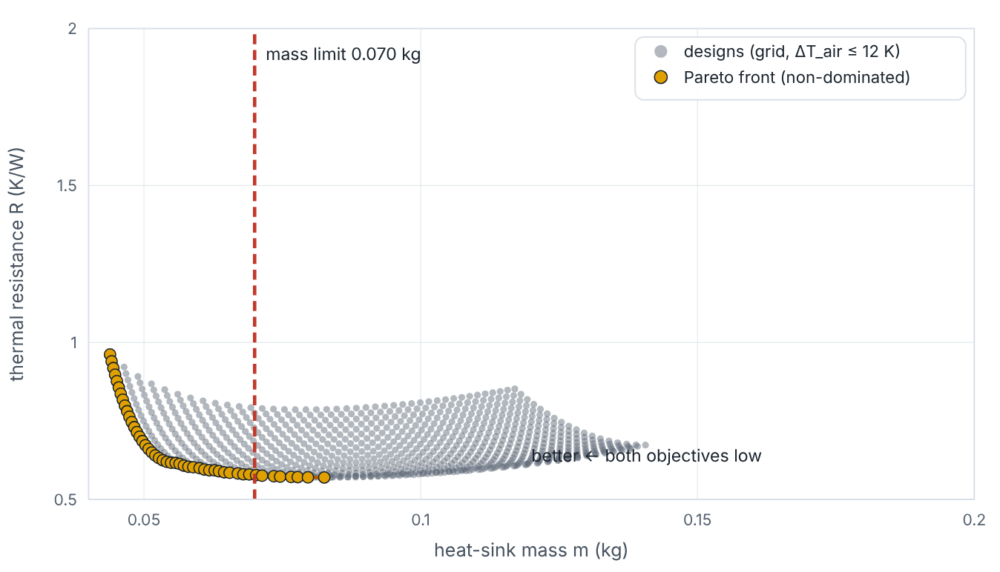 2
mass limit 0.070 kg
designs (grid, ΔT_air ≤ 12 K)
Pareto front (non-dominated)
1.5
thermal resistance R (K/W)
1
better ← both objectives low
0.5
0.05
0.1
0.15
0.2
heat-sink mass m (kg)